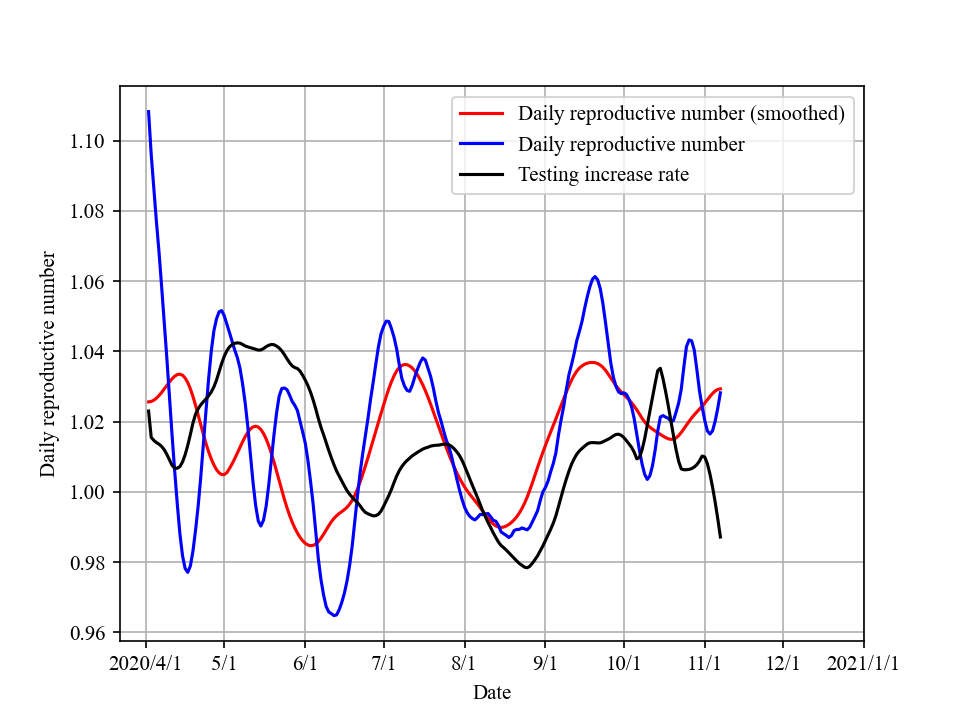 Daily reproductive number (smoothed)
Daily reproductive number
Testing increase rate
1.10
1.08
1.06
1.04
1.02
1.00
0.98
0.96
Daily reproductive number
2020/4/1 5/1 6/1 7/1 8/1 9/1 10/1 11/1 12/1 2021/1/1
Date